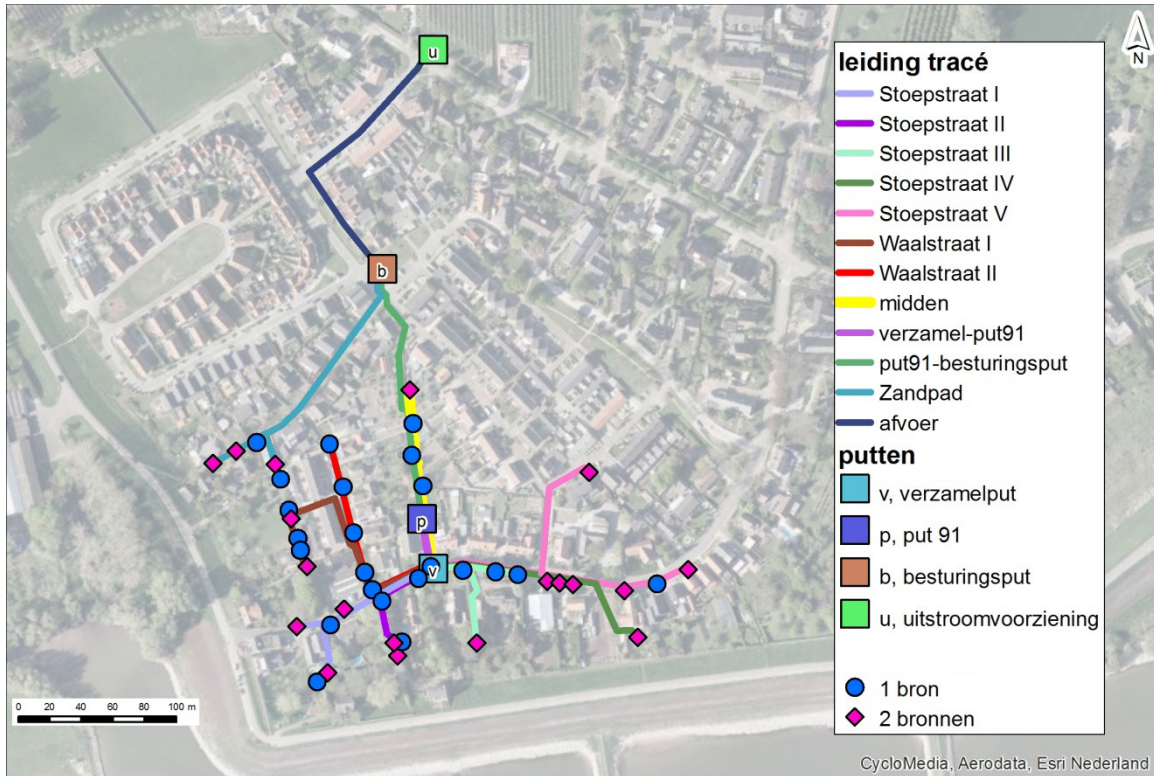 u
b
p
v
N
leiding tracé
Stoepstraat I
Stoepstraat II
Stoepstraat III
Stoepstraat IV
Stoepstraat V
Waalstraat I
Waalstraat II
midden
verzamel-put91
put91-besturingsput
Zandpad
afvoer
putten
v, verzamelput
p, put 91
b, besturingsput
u, uitstroomvoorziening
1 bron
2 bronnen
0 20 40 60 80 100 m
CycloMedia, Aerodata, Esri Nederland